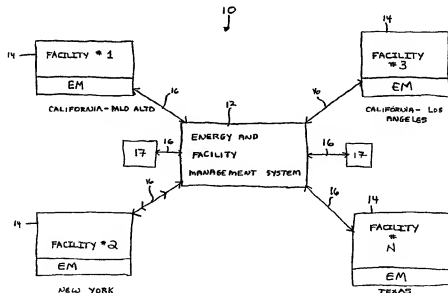 10
14
FACILITY #1
EM
CALIFORNIA-PALO ALTO
16
14
FACILITY
#3
EM
CALIFORNIA- LOS
ANGELES
16
12
ENERGY AND
FACILITY
MANAGEMENT SYSTEM
17
16
16
17
14
FACILITY #2
EM
NEW YORK
16
14
FACILITY
#
N
EM
TEXAS
16